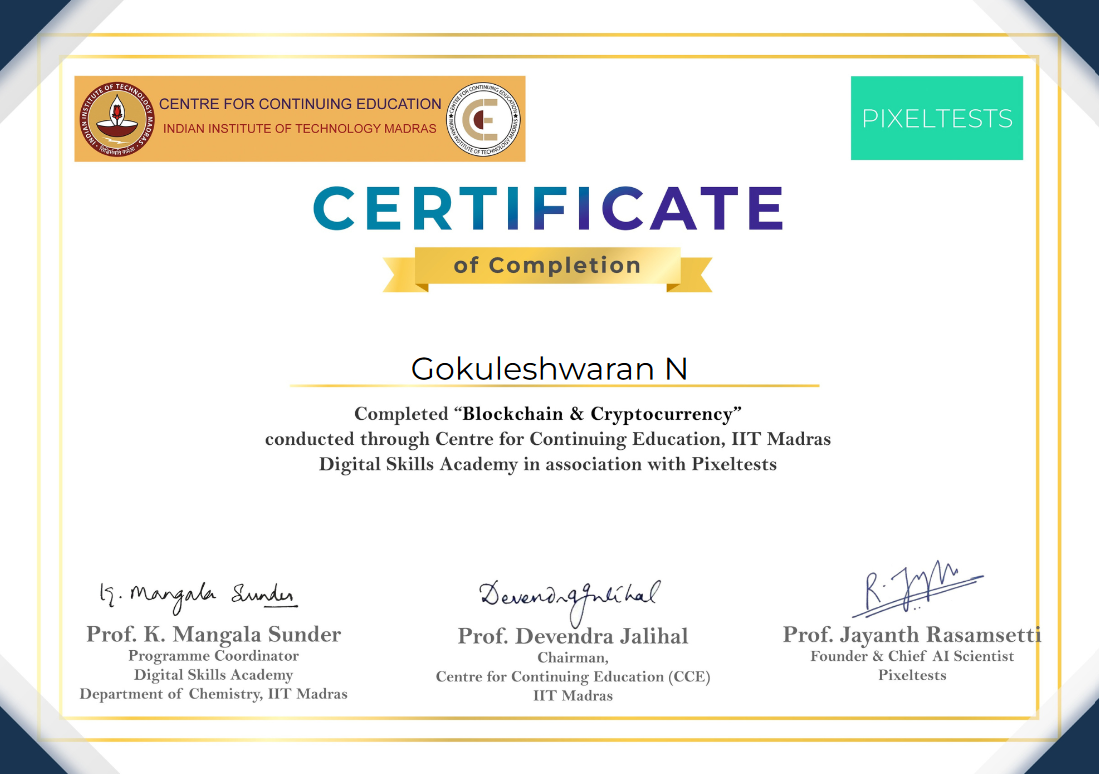 CENTRE FOR CONTINUING EDUCATION
INDIAN INSTITUTE OF TECHNOLOGY MADRAS
INDIAN INSTITUTE OF TECHNOLOGY MADRAS
CENTRE FOR CONTINUING EDUCATION
INDIAN INSTITUTE OF TECHNOLOGY MADRAS
PIXELTESTS
CERTIFICATE
of Completion
Gokuleshwaran N
Completed “Blockchain & Cryptocurrency”
conducted through Centre for Continuing Education, IIT Madras
Digital Skills Academy in association with Pixeltests
K. Mangala Sunder
Devendra Jalihal
Prof. K. Mangala Sunder
Programme Coordinator
Digital Skills Academy
Department of Chemistry, IIT Madras
Prof. Devendra Jalihal
Chairman,
Centre for Continuing Education (CCE)
IIT Madras
Prof. Jayanth Rasamsetti
Founder & Chief AI Scientist
Pixeltests